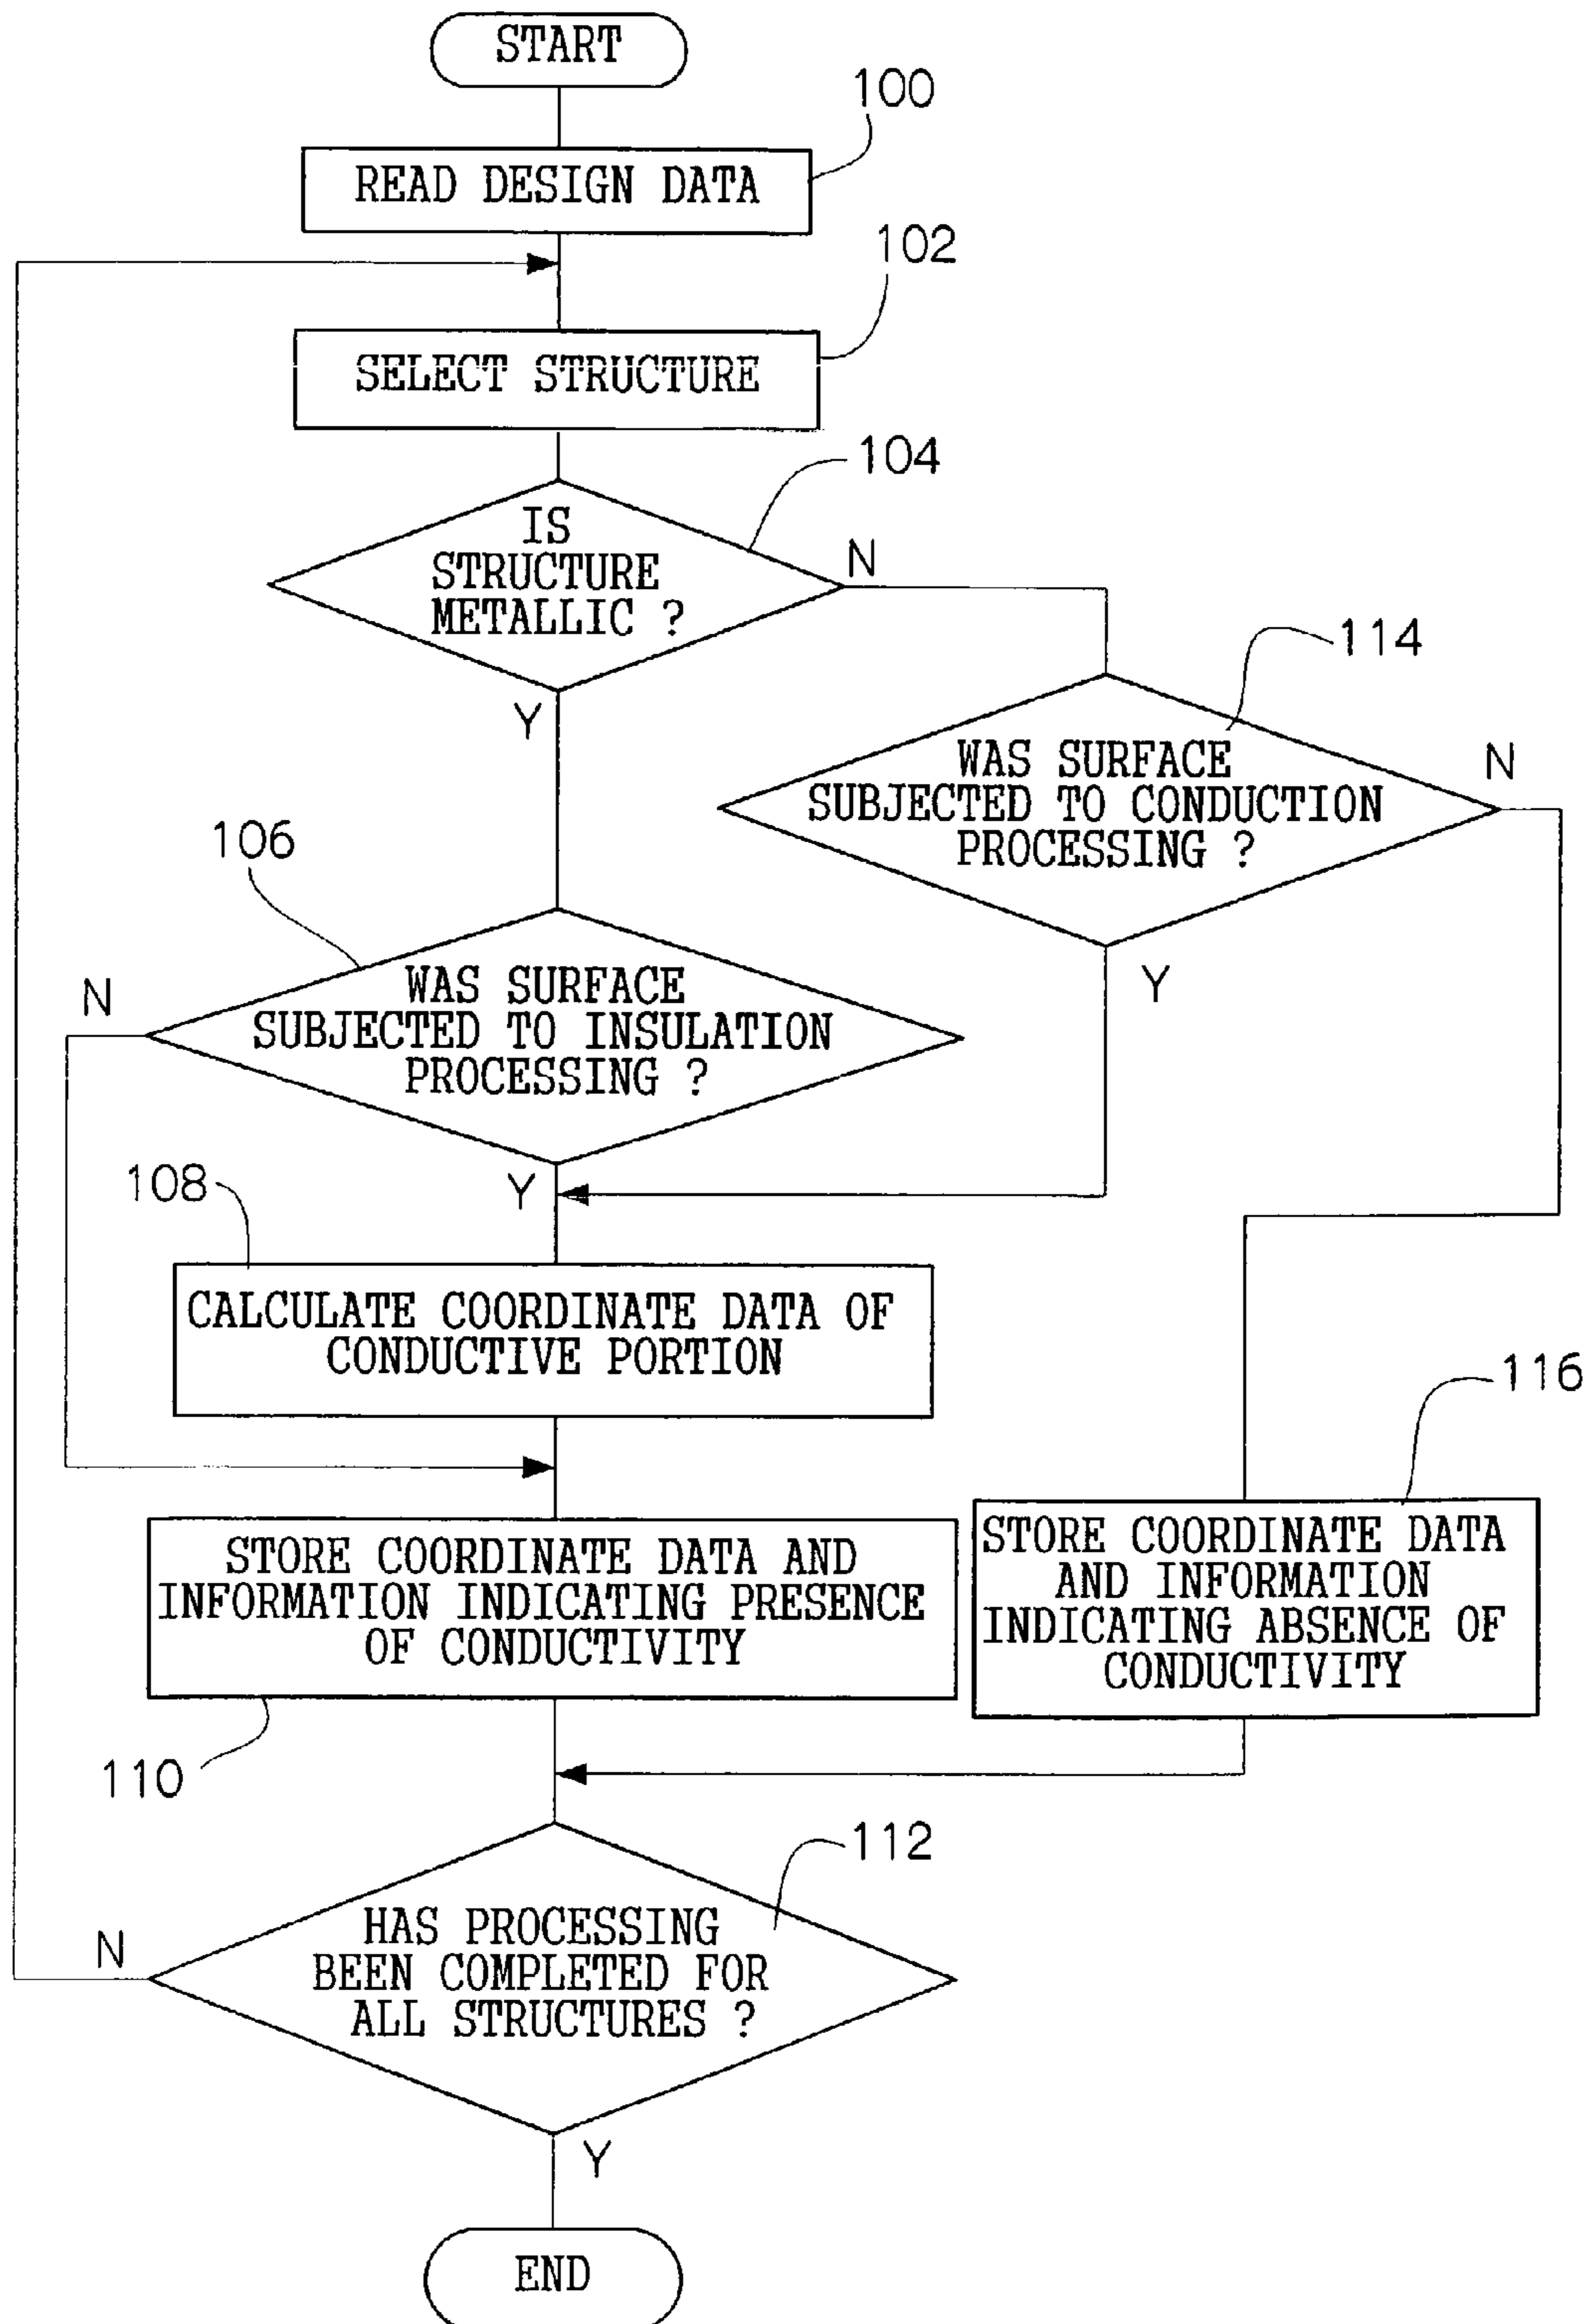 START
100
READ DESIGN DATA
102
SELECT STRUCTURE
104
IS
STRUCTURE
METALLIC ?
N
Y
114
WAS SURFACE
SUBJECTED TO CONDUCTION
PROCESSING ?
N
Y
106
WAS SURFACE
SUBJECTED TO INSULATION
PROCESSING ?
N
Y
108
CALCULATE COORDINATE DATA OF
CONDUCTIVE PORTION
116
STORE COORDINATE DATA AND
INFORMATION INDICATING PRESENCE
OF CONDUCTIVITY
110
STORE COORDINATE DATA
AND INFORMATION
INDICATING ABSENCE OF
CONDUCTIVITY
112
HAS PROCESSING
BEEN COMPLETED FOR
ALL STRUCTURES ?
N
Y
END